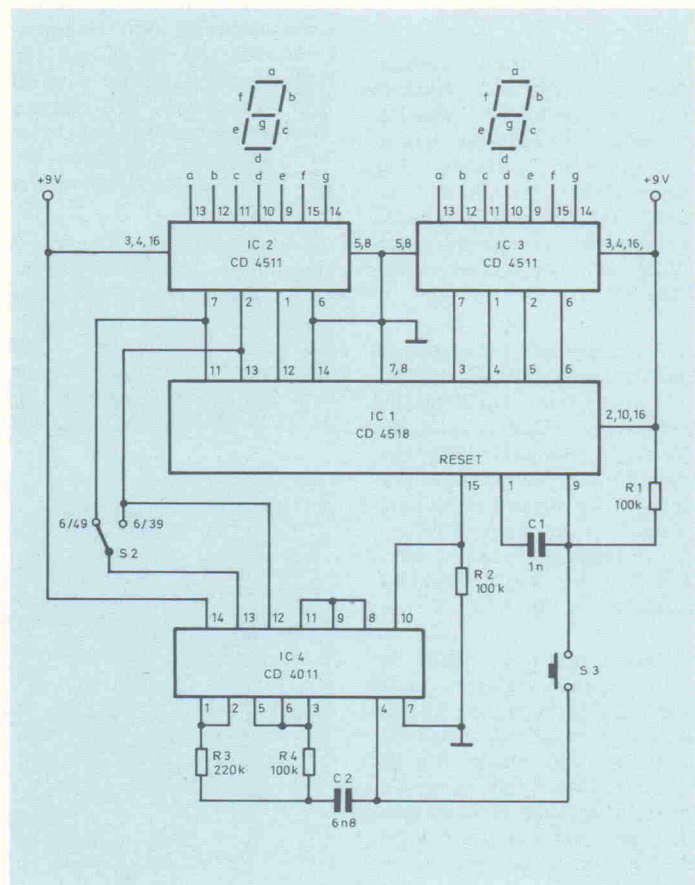 a
f b
g
e c
d
a
f b
g
e c
d
+9V
a b c d e f g
a b c d e f g
+9V
13 12 11 10 9 15 14
13 12 11 10 9 15 14
3,4,16
IC 2
CD 4511
5,8
5,8
IC 3
CD 4511
3,4,16,
7 2 1 6
7 1 2 6
11 13 12 14
7,8
3 4 5 6
IC 1
CD 4518
2,10,16
RESET
15 1 9
R 1
100k
6/49
6/39
S 2
C 1
1n
R 2
100k
14 13 12 11 9 8 10
IC 4
CD 4011
S 3
1 2 5 6 3 4 7
R 3
220k
R 4
100k
C 2
6n8